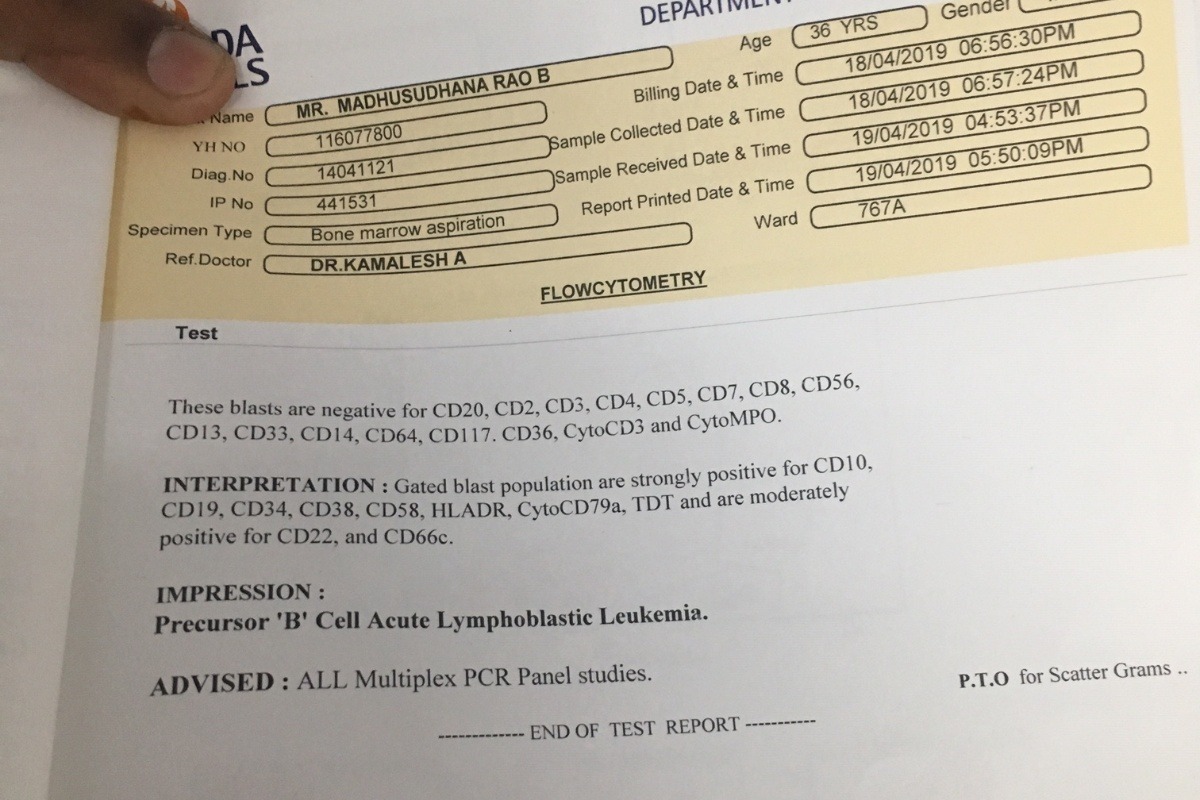 DA
LS
DEPARTMEN
Name MR. MADHUSUDHANA RAO B
Age 36 YRS Gender
YH NO 116077800
Billing Date & Time 18/04/2019 06:56:30PM
Diag.No 14041121
Sample Collected Date & Time 18/04/2019 06:57:24PM
IP No 441531
Sample Received Date & Time 19/04/2019 04:53:37PM
Specimen Type Bone marrow aspiration
Report Printed Date & Time 19/04/2019 05:50:09PM
Ref.Doctor DR.KAMALESH A
Ward 767A
FLOWCYTOMETRY
Test
These blasts are negative for CD20, CD2, CD3, CD4, CD5, CD7, CD8, CD56,
CD13, CD33, CD14, CD64, CD117. CD36, CytoCD3 and CytoMPO.
INTERPRETATION : Gated blast population are strongly positive for CD10,
CD19, CD34, CD38, CD58, HLADR, CytoCD79a, TDT and are moderately
positive for CD22, and CD66c.
IMPRESSION :
Precursor 'B' Cell Acute Lymphoblastic Leukemia.
ADVISED : ALL Multiplex PCR Panel studies.
P.T.O for Scatter Grams ..
------------- END OF TEST REPORT -----------